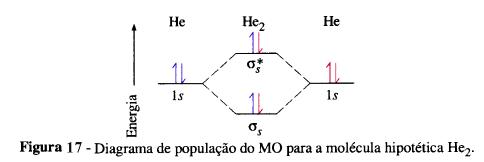 He He₂ He
σₛ*
1s 1s
σₛ
Energia
Figura 17 - Diagrama de população do MO para a molécula hipotética He₂.